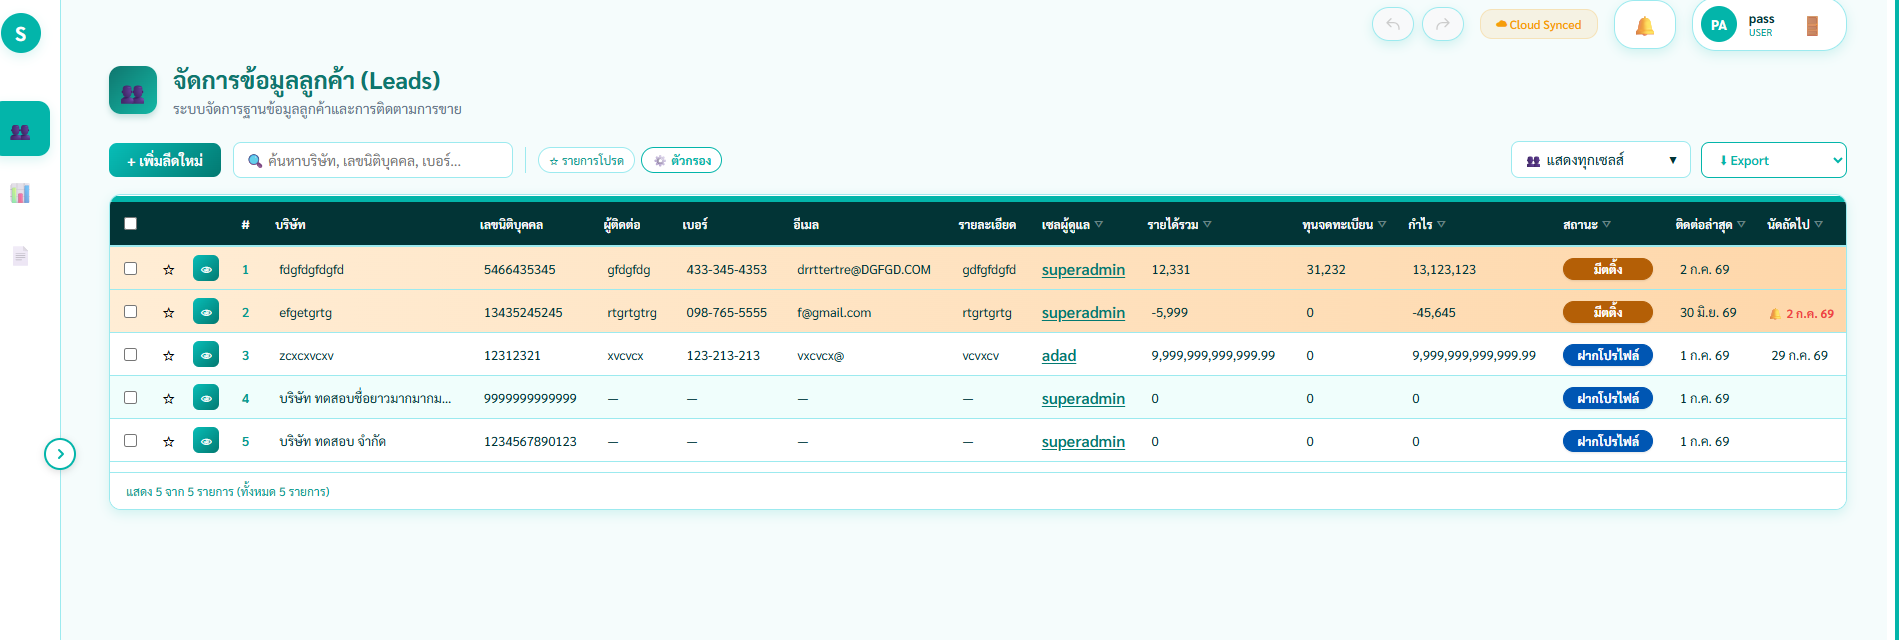 S
Cloud Synced
PA
pass
USER
จัดการข้อมูลลูกค้า (Leads)
ระบบจัดการฐานข้อมูลลูกค้าและการติดตามการขาย
+ เพิ่มลีดใหม่
ค้นหาบริษัท, เลขนิติบุคคล, เบอร์...
☆ รายการโปรด
ตัวกรอง
แสดงทุกเซลส์
Export
# บริษัท เลขนิติบุคคล ผู้ติดต่อ เบอร์ อีเมล รายละเอียด เซลผู้ดูแล รายได้รวม ทุนจดทะเบียน กำไร สถานะ ติดต่อล่าสุด นัดถัดไป
1 fdgfdgfdgfd 5466435345 gfdgfdg 433-345-4353 drrttertre@DGFGD.COM gdfgfdgfd superadmin 12,331 31,232 13,123,123 มีตติ้ง 2 ก.ค. 69
2 efgetgrtg 13435245245 rtgrtgtrg 098-765-5555 f@gmail.com rtgrtgrtg superadmin -5,999 0 -45,645 มีตติ้ง 30 มิ.ย. 69 2 ก.ค. 69
3 zcxcxvcxv 12312321 xvcvcx 123-213-213 vxcvcx@ vcvxcv adad 9,999,999,999,999.99 0 9,999,999,999,999.99 ฝากโปรไฟล์ 1 ก.ค. 69 29 ก.ค. 69
4 บริษัท ทดสอบชื่อยาวมากมากม... 9999999999999 — — — — superadmin 0 0 0 ฝากโปรไฟล์ 1 ก.ค. 69
5 บริษัท ทดสอบ จำกัด 1234567890123 — — — — superadmin 0 0 0 ฝากโปรไฟล์ 1 ก.ค. 69
แสดง 5 จาก 5 รายการ (ทั้งหมด 5 รายการ)